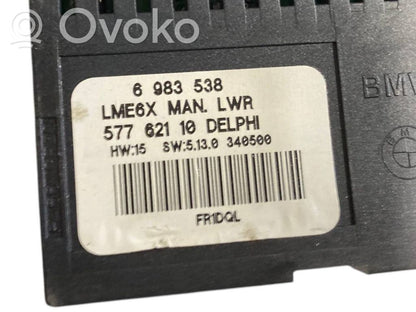 OVOKO
6 983 538
LME6X MAN. LWR
577 621 10 DELPHI
HW:15 SW:5.13.0 340500
FR1DQL
BMW